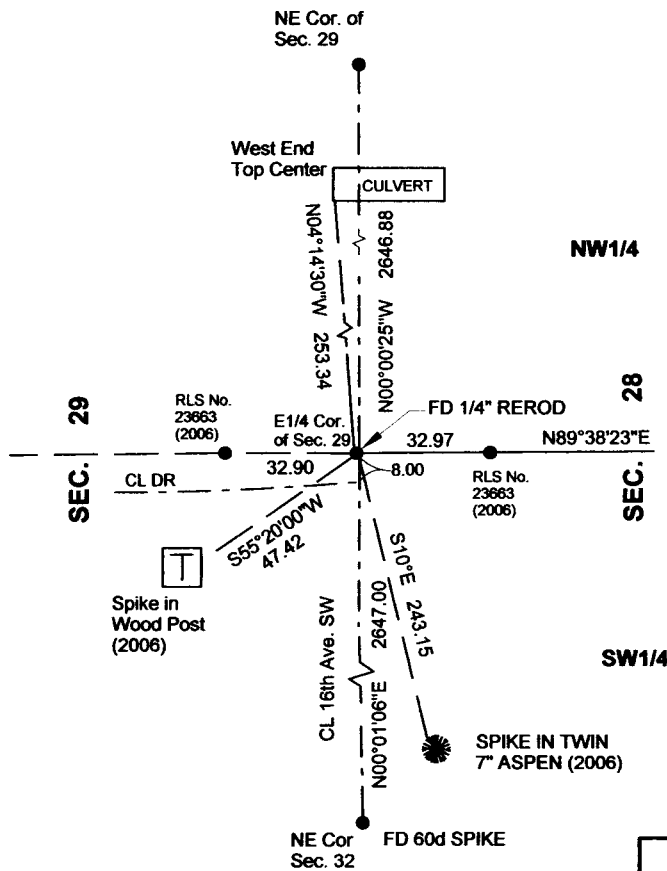 NE Cor. of
Sec. 29
West End
Top Center
CULVERT
N04°14'30"W 253.34
N00°00'25"W 2646.88
NW1/4
SEC. 29
RLS No.
23663
(2006)
E1/4 Cor.
of Sec. 29
FD 1/4" REROD
32.90
32.97
N89°38'23"E
8.00
RLS No.
23663
(2006)
SEC. 28
CL DR
S55°20'00"W
47.42
T
Spike in
Wood Post
(2006)
CL 16th Ave. SW
N00°01'06"E 2647.00
S10°E 243.15
SW1/4
SPIKE IN TWIN
7" ASPEN (2006)
NE Cor
Sec. 32
FD 60d SPIKE